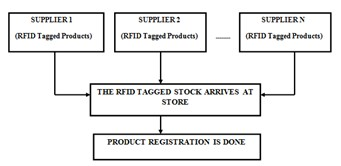 SUPPLIER 1
(RFID Tagged Products)
SUPPLIER 2
(RFID Tagged Products)
SUPPLIER N
(RFID Tagged Products)
THE RFID TAGGED STOCK ARRIVES AT
STORE
PRODUCT REGISTRATION IS DONE